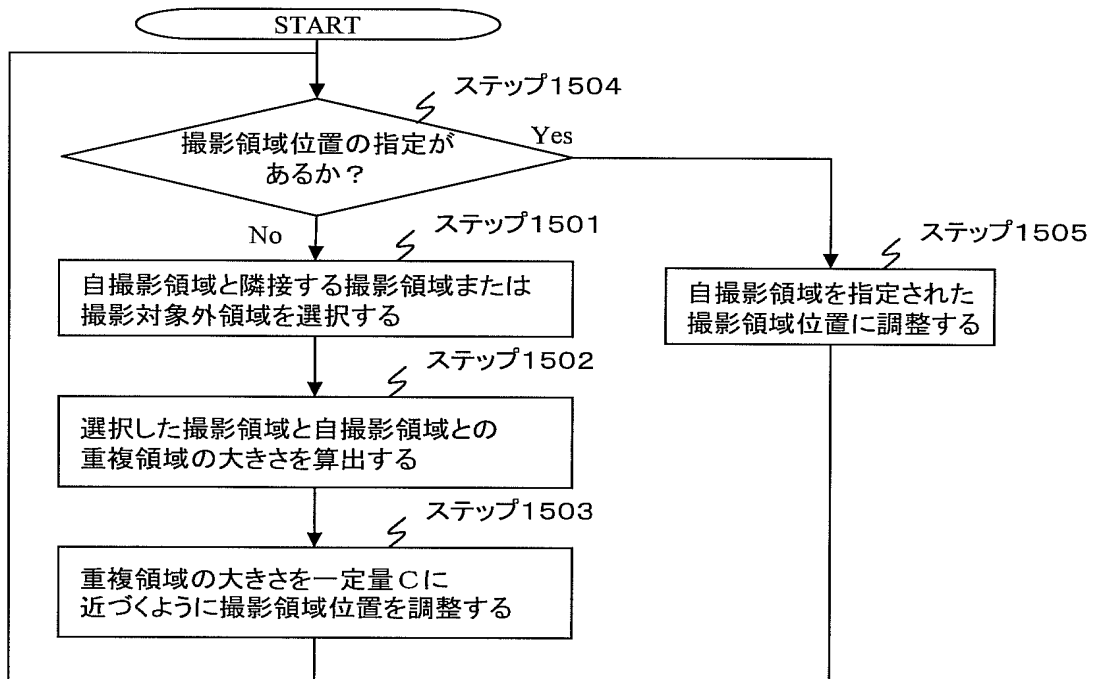 START
ステップ1504
撮影領域位置の指定が
あるか?
Yes
No
ステップ1501
自撮影領域と隣接する撮影領域または
撮影対象外領域を選択する
ステップ1505
自撮影領域を指定された
撮影領域位置に調整する
ステップ1502
選択した撮影領域と自撮影領域との
重複領域の大きさを算出する
ステップ1503
重複領域の大きさを一定量Cに
近づくように撮影領域位置を調整する